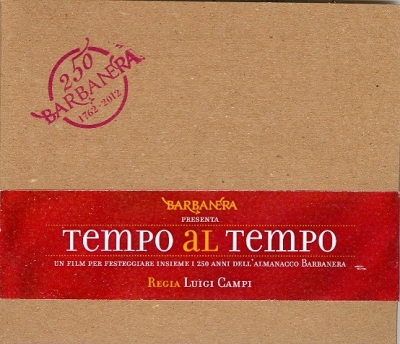 250
BARBANERA
1762-2012
BARBANERA
PRESENTA
TEMPO AL TEMPO
UN FILM PER FESTEGGIARE INSIEME I 250 ANNI DELL'ALMANACCO BARBANERA
REGIA LUIGI CAMPI